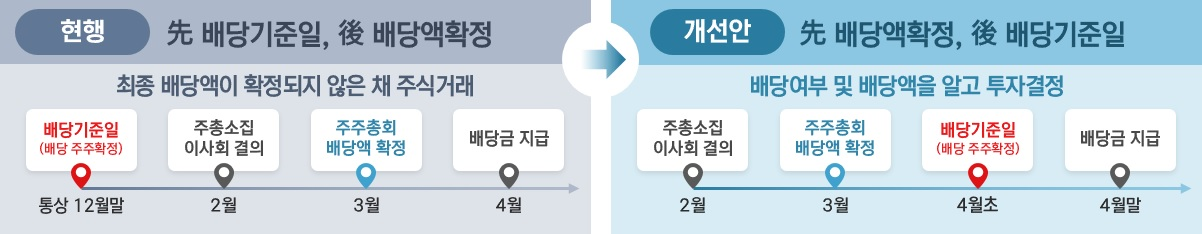 현행
先 배당기준일, 後 배당액확정
최종 배당액이 확정되지 않은 채 주식거래
배당기준일
(배당 주주확정)
통상 12월말
주총소집
이사회 결의
2월
주주총회
배당액 확정
3월
배당금 지급
4월
개선안
先 배당액확정, 後 배당기준일
배당여부 및 배당액을 알고 투자결정
주총소집
이사회 결의
2월
주주총회
배당액 확정
3월
배당기준일
(배당 주주확정)
4월초
배당금 지급
4월말